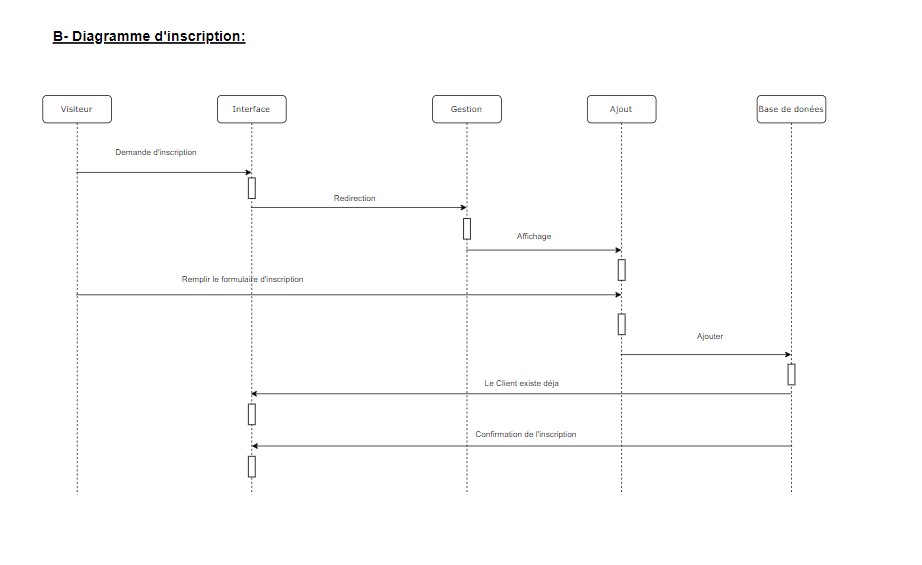 B- Diagramme d'inscription:
Visiteur
Interface
Gestion
Ajout
Base de donées
Demande d'inscription
Redirection
Affichage
Remplir le formulaire d'inscription
Ajouter
Le Client existe déja
Confirmation de l'inscription